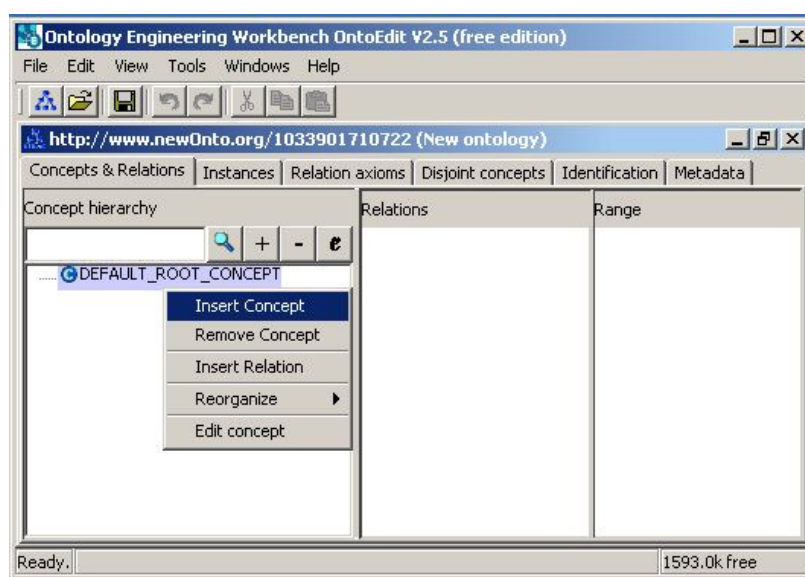 Ontology Engineering Workbench OntoEdit V2.5 (free edition)
File Edit View Tools Windows Help
http://www.newOnto.org/1033901710722 (New ontology)
Concepts & Relations Instances Relation axioms Disjoint concepts Identification Metadata
Concept hierarchy Relations Range
+ - e
C DEFAULT_ROOT_CONCEPT
Insert Concept
Remove Concept
Insert Relation
Reorganize
Edit concept
Ready. 1593.0k free